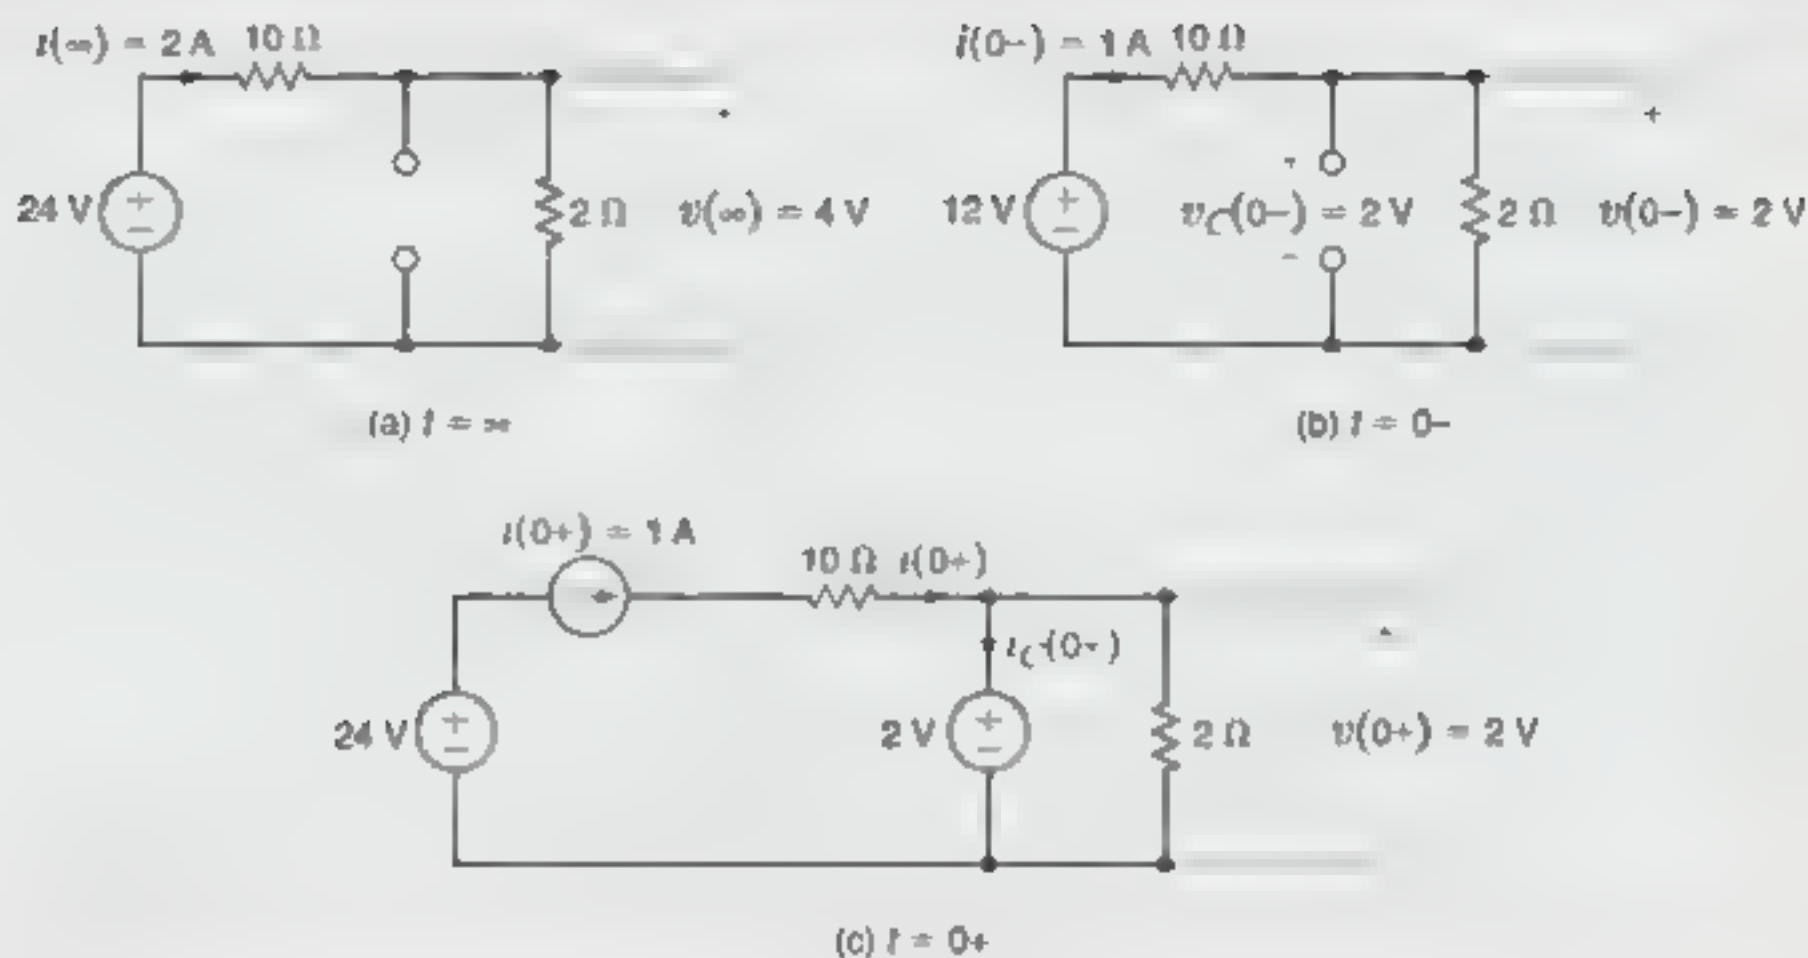 i(∞) = 2 A 10 Ω
24 V
+
−
2 Ω
v(∞) = 4 V
(a) t = ∞
i(0−) = 1 A 10 Ω
+
12 V
+
−
+
v_C(0−) = 2 V
−
2 Ω
v(0−) = 2 V
(b) t = 0−
i(0+) = 1 A
10 Ω i(0+)
i_C(0+)
24 V
+
−
2 V
+
−
2 Ω
v(0+) = 2 V
(c) t = 0+